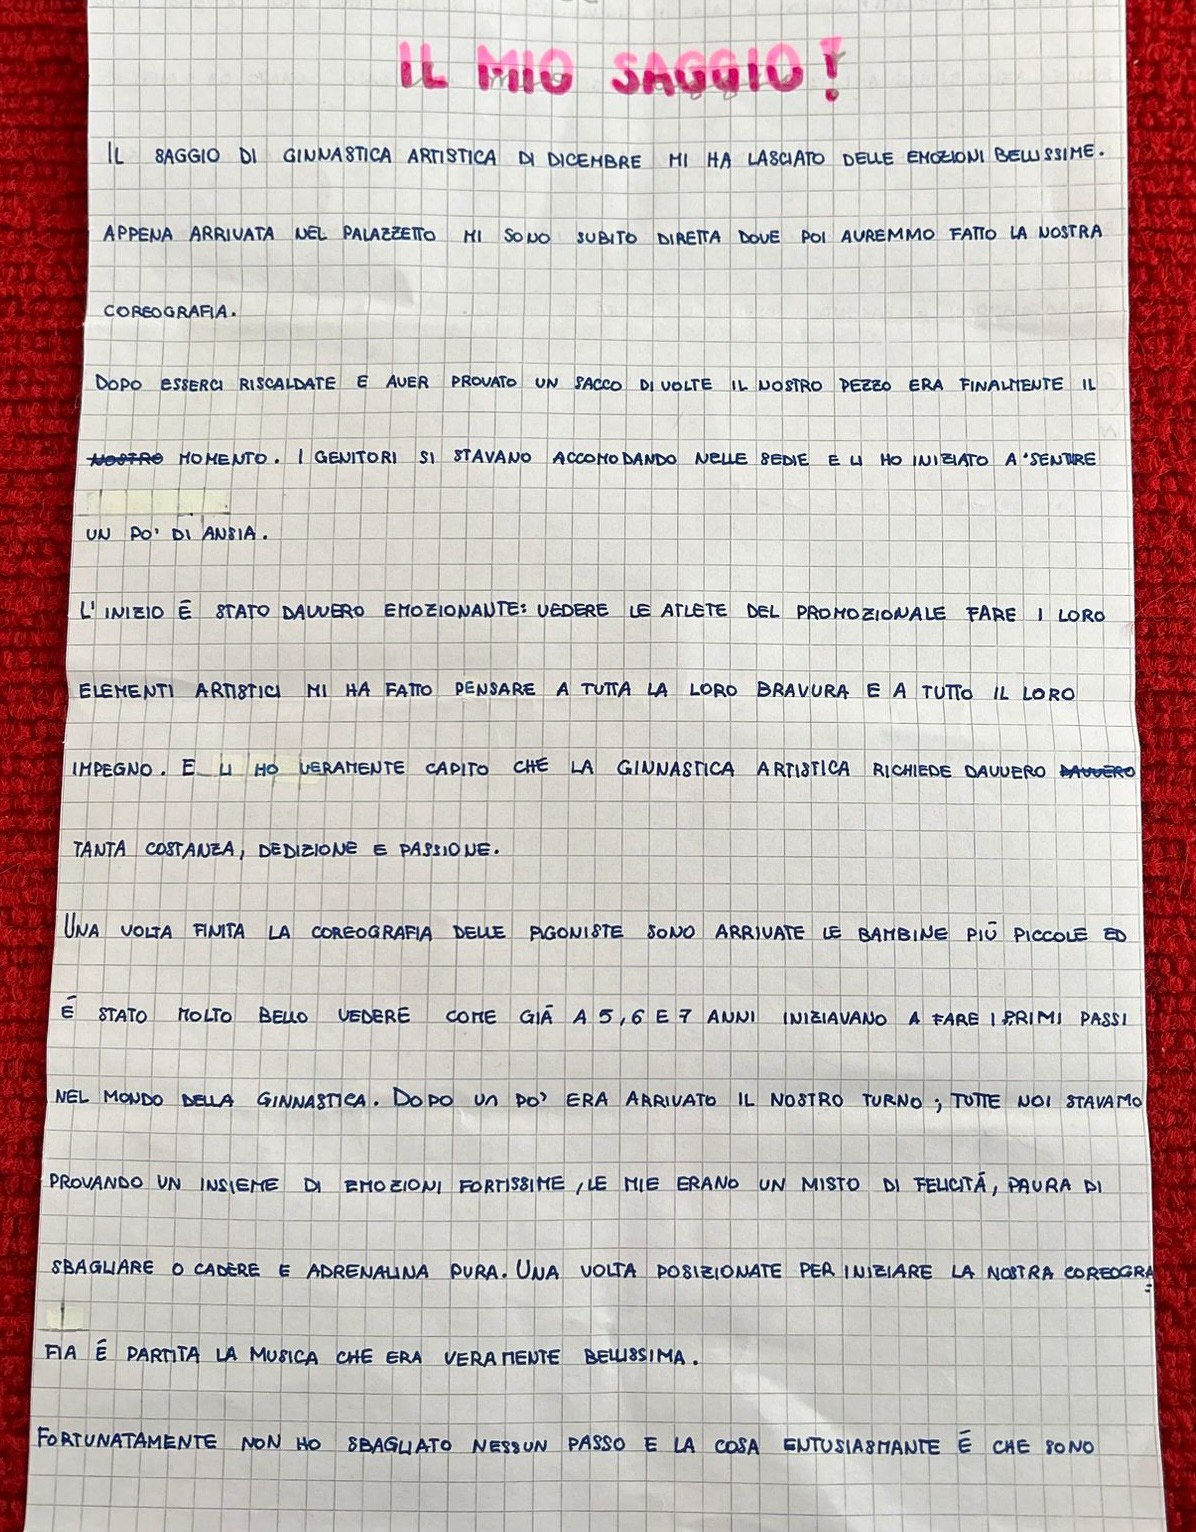 IL MIO SAGGIO!
IL SAGGIO DI GINNASTICA ARTISTICA DI DICEMBRE MI HA LASCIATO DELLE EMOZIONI BELLISSIME.
APPENA ARRIVATA NEL PALAZZETTO MI SONO SUBITO DIRETTA DOVE POI AVREMMO FATTO LA NOSTRA
COREOGRAFIA.
DOPO ESSERCI RISCALDATE E AVER PROVATO UN SACCO DI VOLTE IL NOSTRO PEZZO ERA FINALMENTE IL
NOSTRO MOMENTO. I GENITORI SI STAVANO ACCOMODANDO NELLE SEDIE E LI HO INIZIATO A SENTIRE
UN PO' DI ANSIA.
L'INIZIO É STATO DAVVERO EMOZIONANTE: VEDERE LE ATLETE DEL PROMOZIONALE FARE I LORO
ELEMENTI ARTISTICI MI HA FATTO PENSARE A TUTTA LA LORO BRAVURA E A TUTTO IL LORO
IMPEGNO. E LI HO VERAMENTE CAPITO CHE LA GINNASTICA ARTISTICA RICHIEDE DAVVERO DAVVERO
TANTA COSTANZA, DEDIZIONE E PASSIONE.
UNA VOLTA FINITA LA COREOGRAFIA DELLE AGONISTE SONO ARRIVATE LE BAMBINE PIÚ PICCOLE ED
É STATO MOLTO BELLO VEDERE COME GIÁ A 5, 6 E 7 ANNI INIZIAVANO A FARE I PRIMI PASSI
NEL MONDO DELLA GINNASTICA. DOPO UN PO' ERA ARRIVATO IL NOSTRO TURNO; TUTTE NOI STAVAMO
PROVANDO UN INSIEME DI EMOZIONI FORTISSIME, LE MIE ERANO UN MISTO DI FELICITÁ, PAURA DI
SBAGLIARE O CADERE E ADRENALINA PURA. UNA VOLTA POSIZIONATE PER INIZIARE LA NOSTRA COREOGRA=
FIA É PARTITA LA MUSICA CHE ERA VERAMENTE BELLISSIMA.
FORTUNATAMENTE NON HO SBAGLIATO NESSUN PASSO E LA COSA ENTUSIASMANTE É CHE SONO